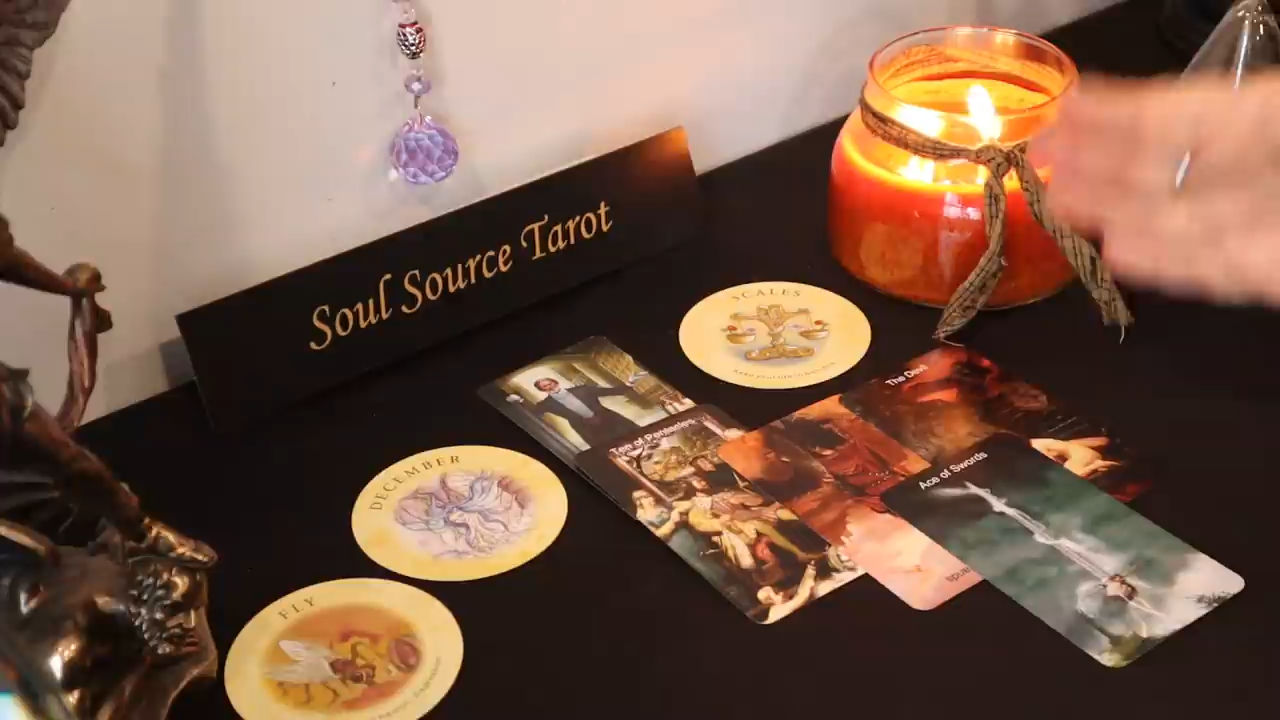 Soul Source Tarot
SCALES
The Devil
Ten of Pentacles
Ace of Swords
DECEMBER
FLY